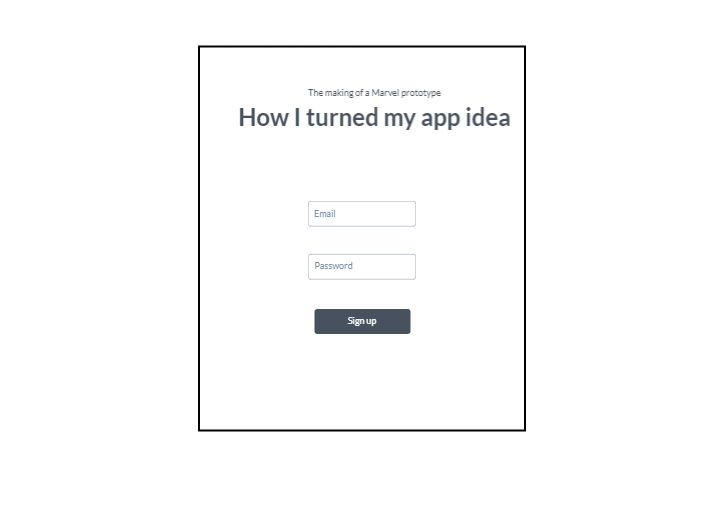 The making of a Marvel prototype
How I turned my app idea
Email
Password
Sign up